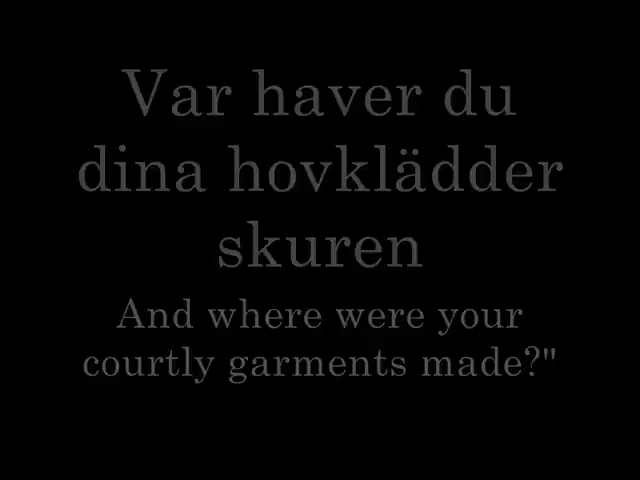 Var haver du
dina hovklädder
skuren
And where were your
courtly garments made?"